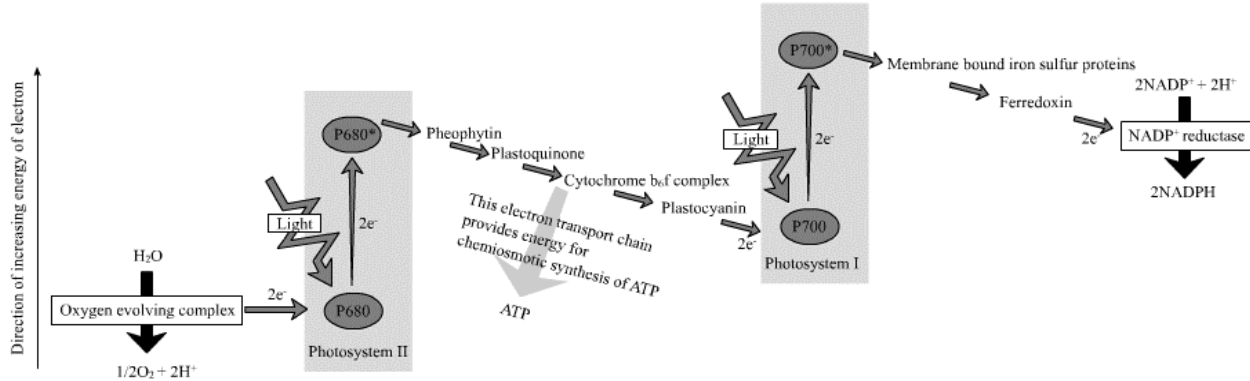 Direction of increasing energy of electron
H₂O
Oxygen evolving complex
1/2O₂ + 2H⁺
2e⁻
Light
P680*
2e⁻
P680
Photosystem II
Pheophytin
Plastoquinone
Cytochrome b₆f complex
Plastocyanin
2e⁻
This electron transport chain
provides energy for
chemiosmotic synthesis of ATP
ATP
Light
P700*
2e⁻
P700
Photosystem I
Membrane bound iron sulfur proteins
Ferredoxin
2e⁻
2NADP⁺ + 2H⁺
NADP⁺ reductase
2NADPH